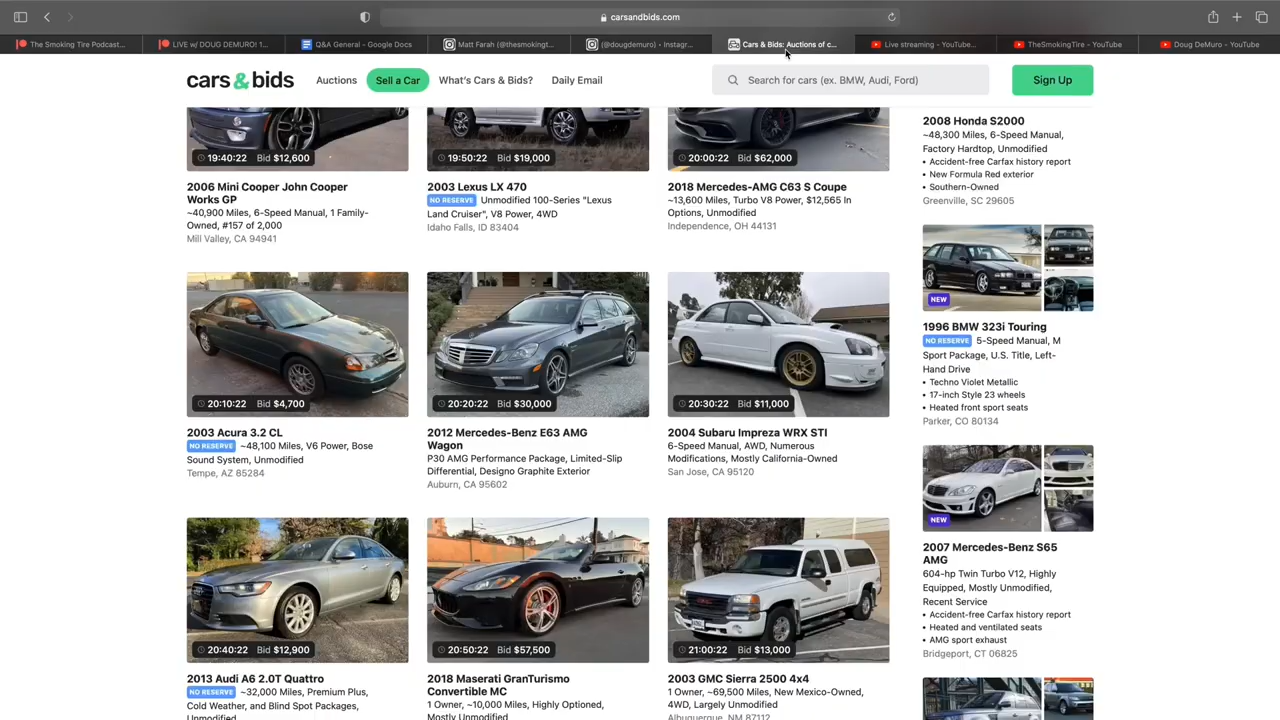 carsandbids.com
The Smoking Tire Podcast...
LIVE w/ DOUG DEMURO! 1...
Q&A General - Google Docs
Matt Farah (@thesmokingt...
(@dougdemuro) • Instagr...
Cars & Bids: Auctions of c...
Live streaming - YouTube...
TheSmokingTire - YouTube
Doug DeMuro - YouTube
cars&bids
Auctions
Sell a Car
What's Cars & Bids?
Daily Email
Search for cars (ex. BMW, Audi, Ford)
Sign Up
19:40:22 Bid $12,600
2006 Mini Cooper John Cooper
Works GP
~40,900 Miles, 6-Speed Manual, 1 Family-
Owned, #157 of 2,000
Mill Valley, CA 94941
19:50:22 Bid $19,000
2003 Lexus LX 470
NO RESERVE Unmodified 100-Series "Lexus
Land Cruiser", V8 Power, 4WD
Idaho Falls, ID 83404
20:00:22 Bid $62,000
2018 Mercedes-AMG C63 S Coupe
~13,600 Miles, Turbo V8 Power, $12,565 In
Options, Unmodified
Independence, OH 44131
20:10:22 Bid $4,700
2003 Acura 3.2 CL
NO RESERVE ~48,100 Miles, V6 Power, Bose
Sound System, Unmodified
Tempe, AZ 85284
20:20:22 Bid $30,000
2012 Mercedes-Benz E63 AMG
Wagon
P30 AMG Performance Package, Limited-Slip
Differential, Designo Graphite Exterior
Auburn, CA 95602
20:30:22 Bid $11,000
2004 Subaru Impreza WRX STI
6-Speed Manual, AWD, Numerous
Modifications, Mostly California-Owned
San Jose, CA 95120
20:40:22 Bid $12,900
2013 Audi A6 2.0T Quattro
NO RESERVE ~32,000 Miles, Premium Plus,
Cold Weather, and Blind Spot Packages,
Unmodified
20:50:22 Bid $57,500
2018 Maserati GranTurismo
Convertible MC
1 Owner, ~10,000 Miles, Highly Optioned,
Mostly Unmodified
21:00:22 Bid $13,000
2003 GMC Sierra 2500 4x4
1 Owner, ~69,500 Miles, New Mexico-Owned,
4WD, Largely Unmodified
Albuquerque, NM 87112
2008 Honda S2000
~48,300 Miles, 6-Speed Manual,
Factory Hardtop, Unmodified
• Accident-free Carfax history report
• New Formula Red exterior
• Southern-Owned
Greenville, SC 29605
NEW
1996 BMW 323i Touring
NO RESERVE 5-Speed Manual, M
Sport Package, U.S. Title, Left-
Hand Drive
• Techno Violet Metallic
• 17-inch Style 23 wheels
• Heated front sport seats
Parker, CO 80134
NEW
2007 Mercedes-Benz S65
AMG
604-hp Twin Turbo V12, Highly
Equipped, Mostly Unmodified,
Recent Service
• Accident-free Carfax history report
• Heated and ventilated seats
• AMG sport exhaust
Bridgeport, CT 06825